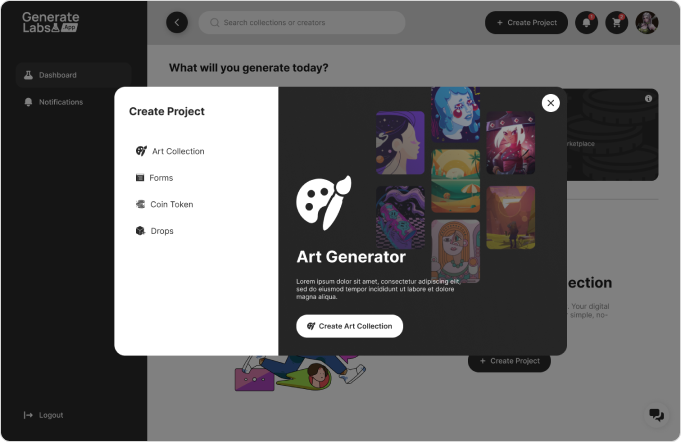 Generate
Labs App
Search collections or creators
+ Create Project
Dashboard
What will you generate today?
Notifications
Create Project
Art Collection
Forms
Coin Token
Drops
Art Generator
Lorem ipsum dolor sit amet, consectetur adipiscing elit,
sed do eiusmod tempor incididunt ut labore et dolore
magna aliqua.
Create Art Collection
ketplace
ection
. Your digital
simple, no-
+ Create Project
Logout